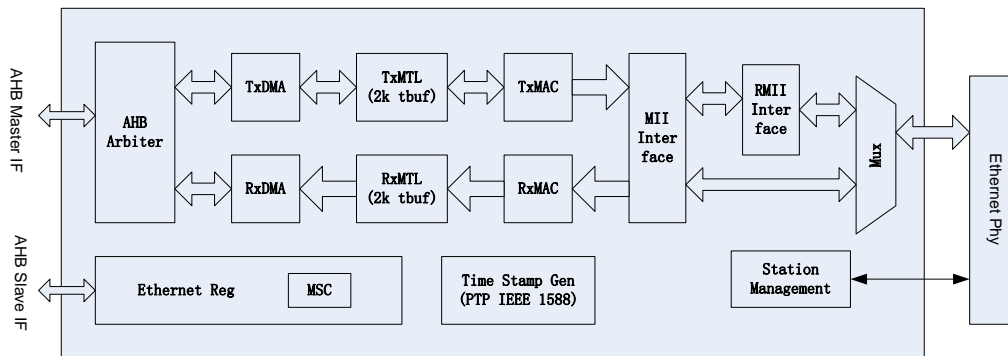 AHB Master IF
AHB Slave IF
AHB
Arbiter
TxDMA
TxMTL
(2k tbuf)
TxMAC
RxDMA
RxMTL
(2k tbuf)
RxMAC
MII
Inter
face
RMII
Inter
face
Mux
Ethernet Phy
Ethernet Reg
MSC
Time Stamp Gen
(PTP IEEE 1588)
Station
Management